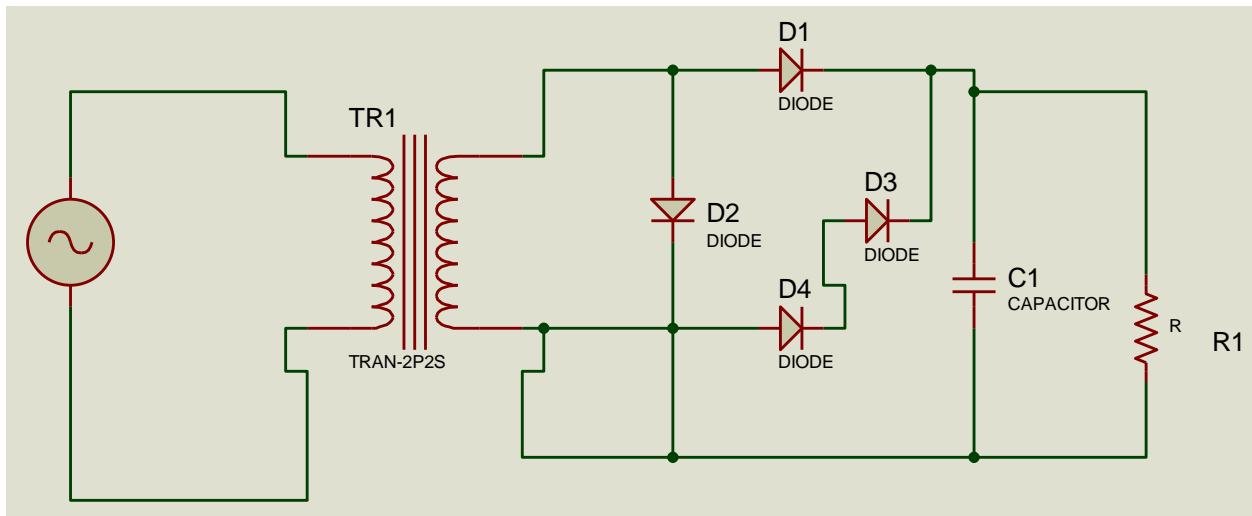 D1
DIODE
TR1
TRAN-2P2S
D2
DIODE
D3
DIODE
D4
DIODE
C1
CAPACITOR
R
R1